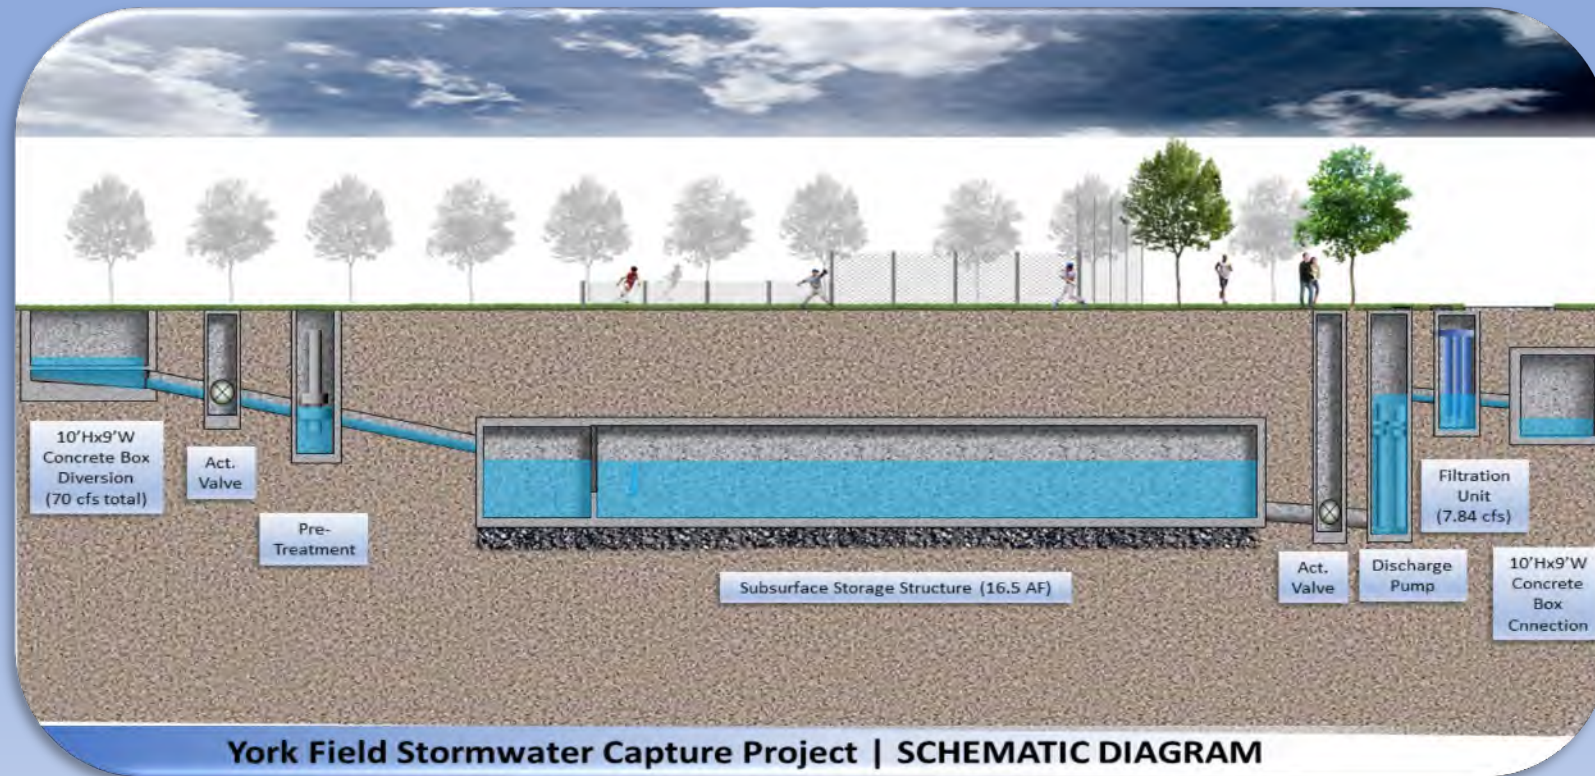 10'Hx9'W
Concrete Box
Diversion
(70 cfs total)
Act.
Valve
Pre-
Treatment
Subsurface Storage Structure (16.5 AF)
Act.
Valve
Discharge
Pump
Filtration
Unit
(7.84 cfs)
10'Hx9'W
Concrete
Box
Cnnection
York Field Stormwater Capture Project | SCHEMATIC DIAGRAM